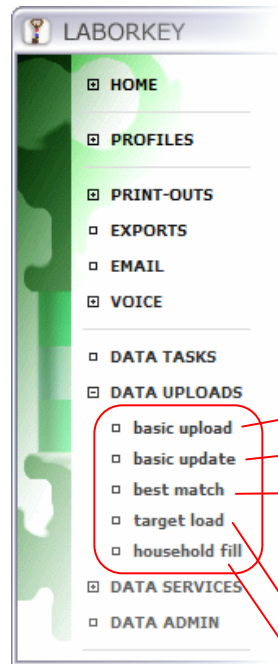 LABORKEY
HOME
PROFILES
PRINT-OUTS
EXPORTS
EMAIL
VOICE
DATA TASKS
DATA UPLOADS
basic upload
basic update
best match
target load
household fill
DATA SERVICES
DATA ADMIN